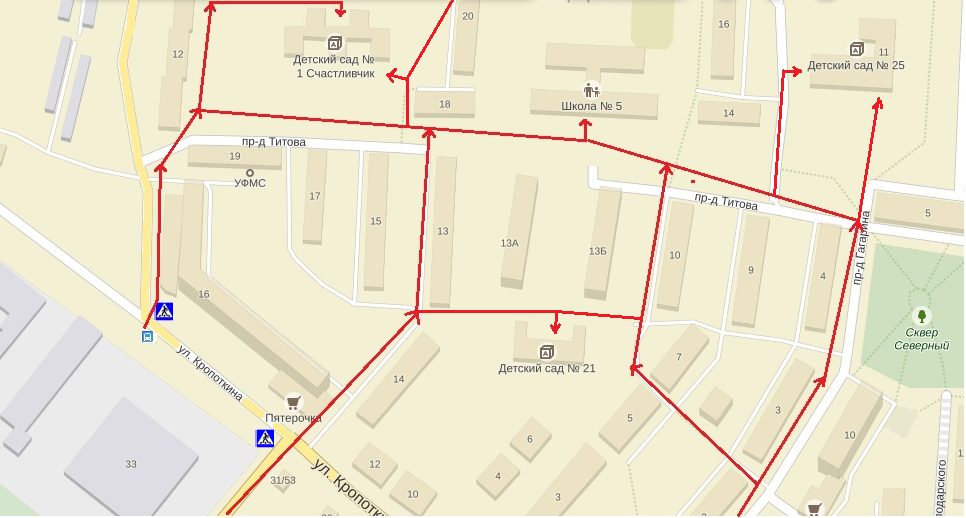 20
16
12
Детский сад №
1 Счастливчик
11
Детский сад № 25
18
Школа № 5
14
пр-д Титова
19
УФМС
17
15
13
13А
13Б
10
пр-д Титова
9
4
5
пр-д Гагарина
16
Сквер
Северный
ул. Кропоткина
14
Детский сад № 21
7
Пятерочка
5
3
10
6
33
12
4
31/53
10
3
ул. Кропотк